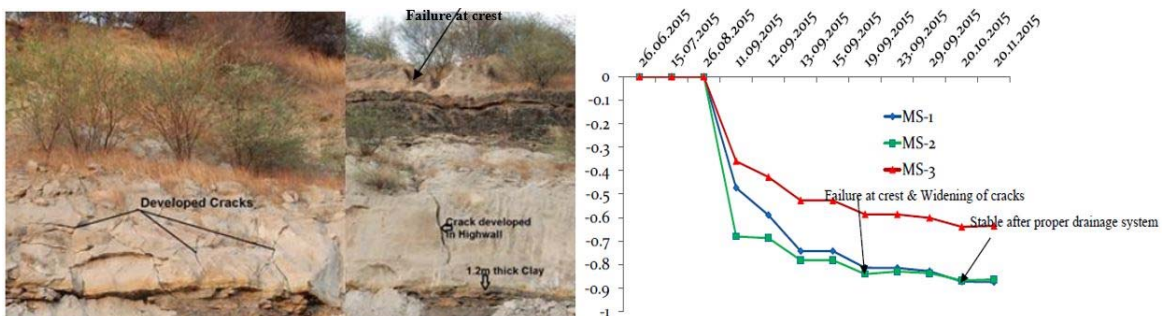 Failure at crest
Developed Cracks
Crack developed
in Highwall
1.2m thick Clay
26.06.2015
15.07.2015
26.08.2015
11.09.2015
12.09.2015
13.09.2015
15.09.2015
19.09.2015
23.09.2015
29.09.2015
20.10.2015
20.11.2015
0
-0.1
-0.2
-0.3
-0.4
-0.5
-0.6
-0.7
-0.8
-0.9
-1
MS-1
MS-2
MS-3
Failure at crest & Widening of cracks
Stable after proper drainage system